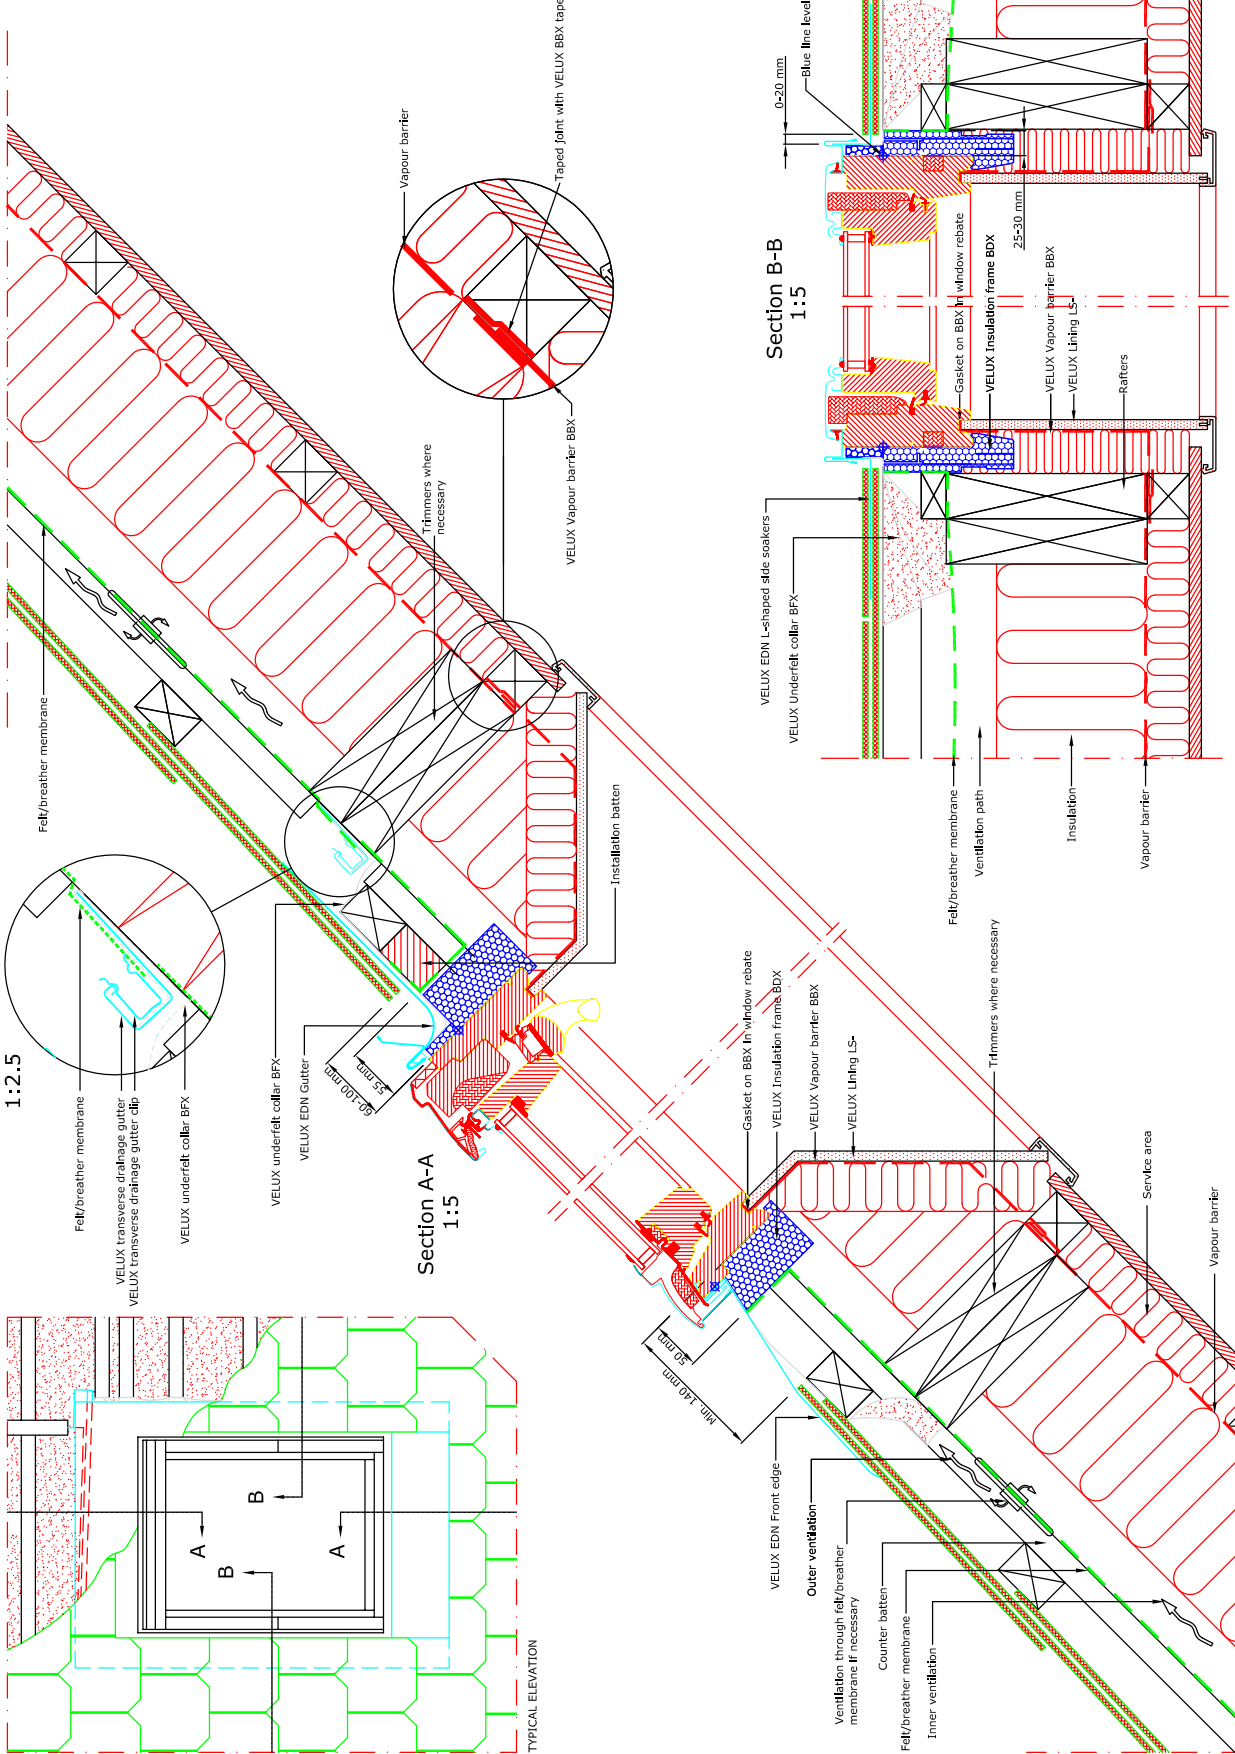 1:2.5
Felt/breather membrane
VELUX transverse drainage gutter
VELUX transverse drainage gutter clip
VELUX underfelt collar BFX
Felt/breather membrane
VELUX underfelt collar BFX
VELUX EDN Gutter
60-100 mm
55 mm
Section A-A
1:5
Installation batten
Trimmers where
necessary
Vapour barrier
Taped joint with VELUX BBX tape
VELUX Vapour barrier BBX
TYPICAL ELEVATION
A
A
B
B
Gasket on BBX in window rebate
VELUX Insulation frame BDX
VELUX Vapour barrier BBX
VELUX Lining LS-
Trimmers where necessary
Service area
Vapour barrier
50 mm
Min. 140 mm
VELUX EDN Front edge
Outer ventilation
Ventilation through felt/breather
membrane if necessary
Counter batten
Felt/breather membrane
Inner ventilation
Section B-B
1:5
0-20 mm
Blue line level
25-30 mm
VELUX EDN L-shaped side soakers
VELUX Underfelt collar BFX
Gasket on BBX in window rebate
VELUX Insulation frame BDX
VELUX Vapour barrier BBX
VELUX Lining LS-
Rafters
Felt/breather membrane
Ventilation path
Insulation
Vapour barrier